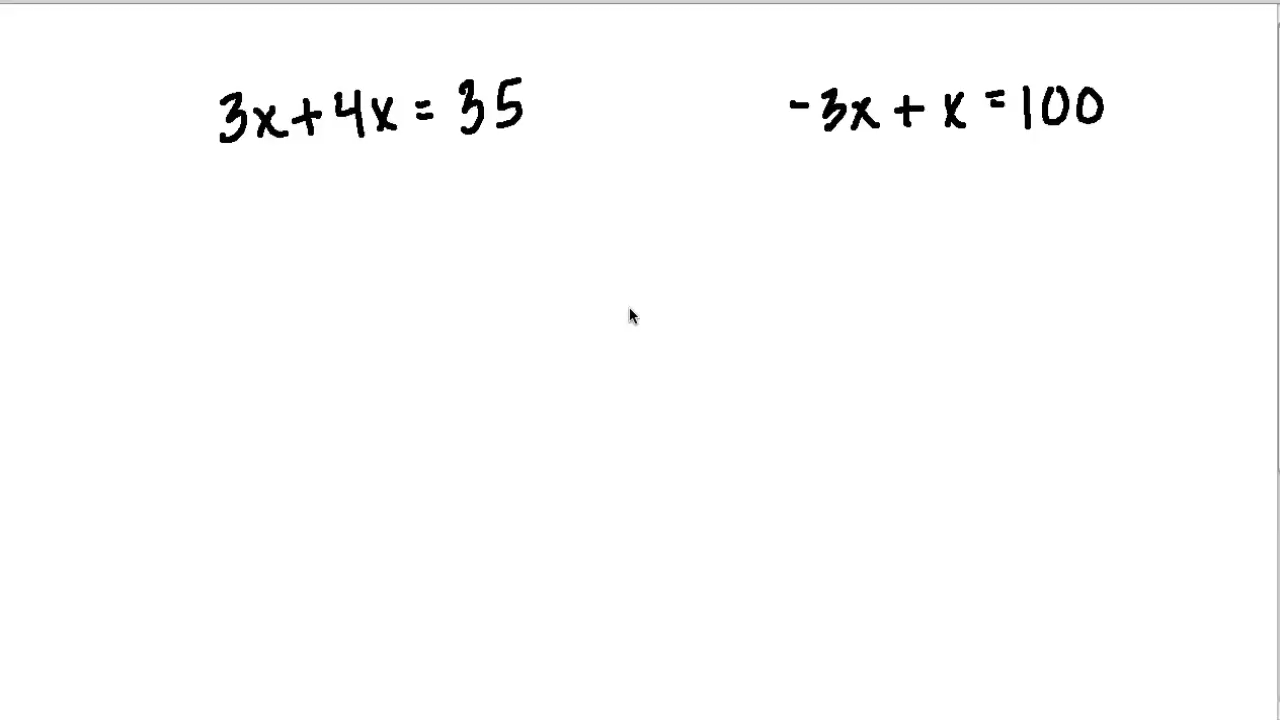 3x+4x = 35
-3x + x = 100